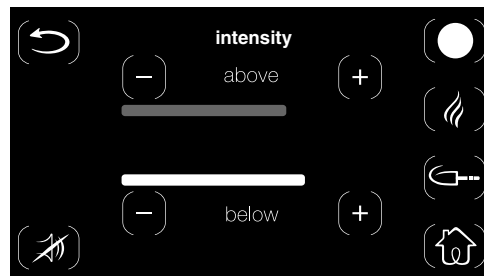 intensity
− above +
− below +